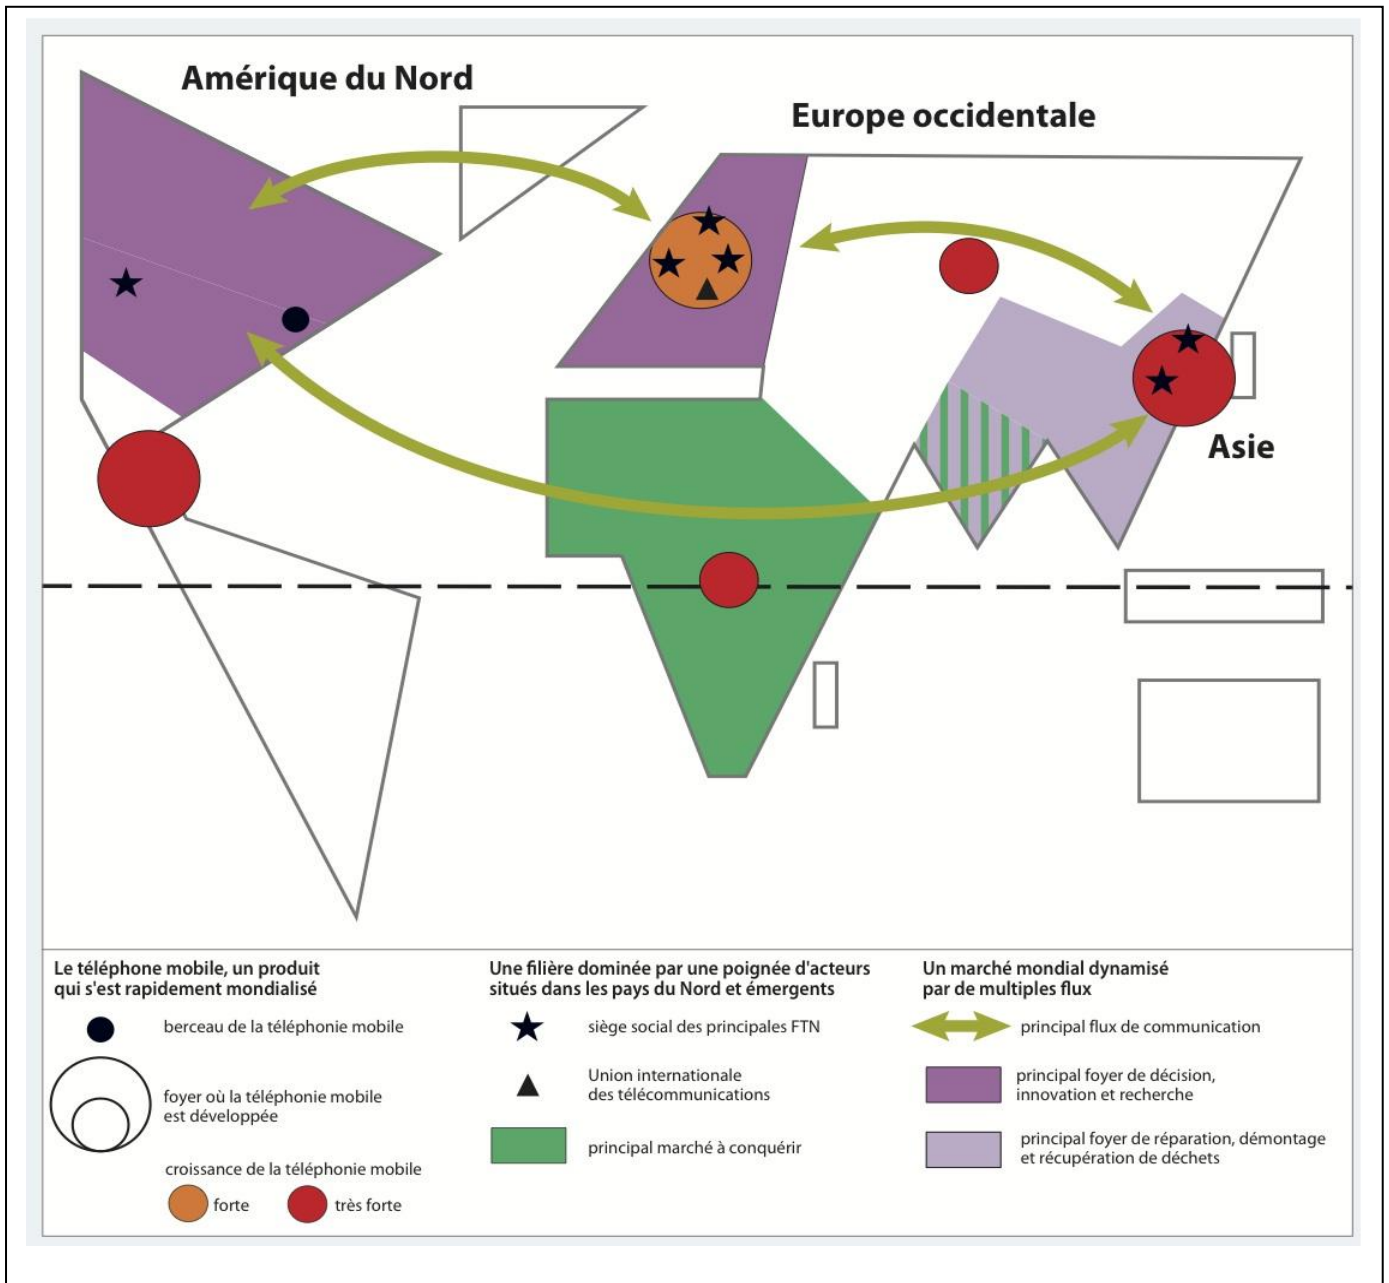 Amérique du Nord
Europe occidentale
Asie
Le téléphone mobile, un produit
qui s'est rapidement mondialisé
berceau de la téléphonie mobile
foyer où la téléphonie mobile
est développée
croissance de la téléphonie mobile
forte
très forte
Une filière dominée par une poignée d'acteurs
situés dans les pays du Nord et émergents
siège social des principales FTN
Union internationale
des télécommunications
principal marché à conquérir
Un marché mondial dynamisé
par de multiples flux
principal flux de communication
principal foyer de décision,
innovation et recherche
principal foyer de réparation, démontage
et récupération de déchets